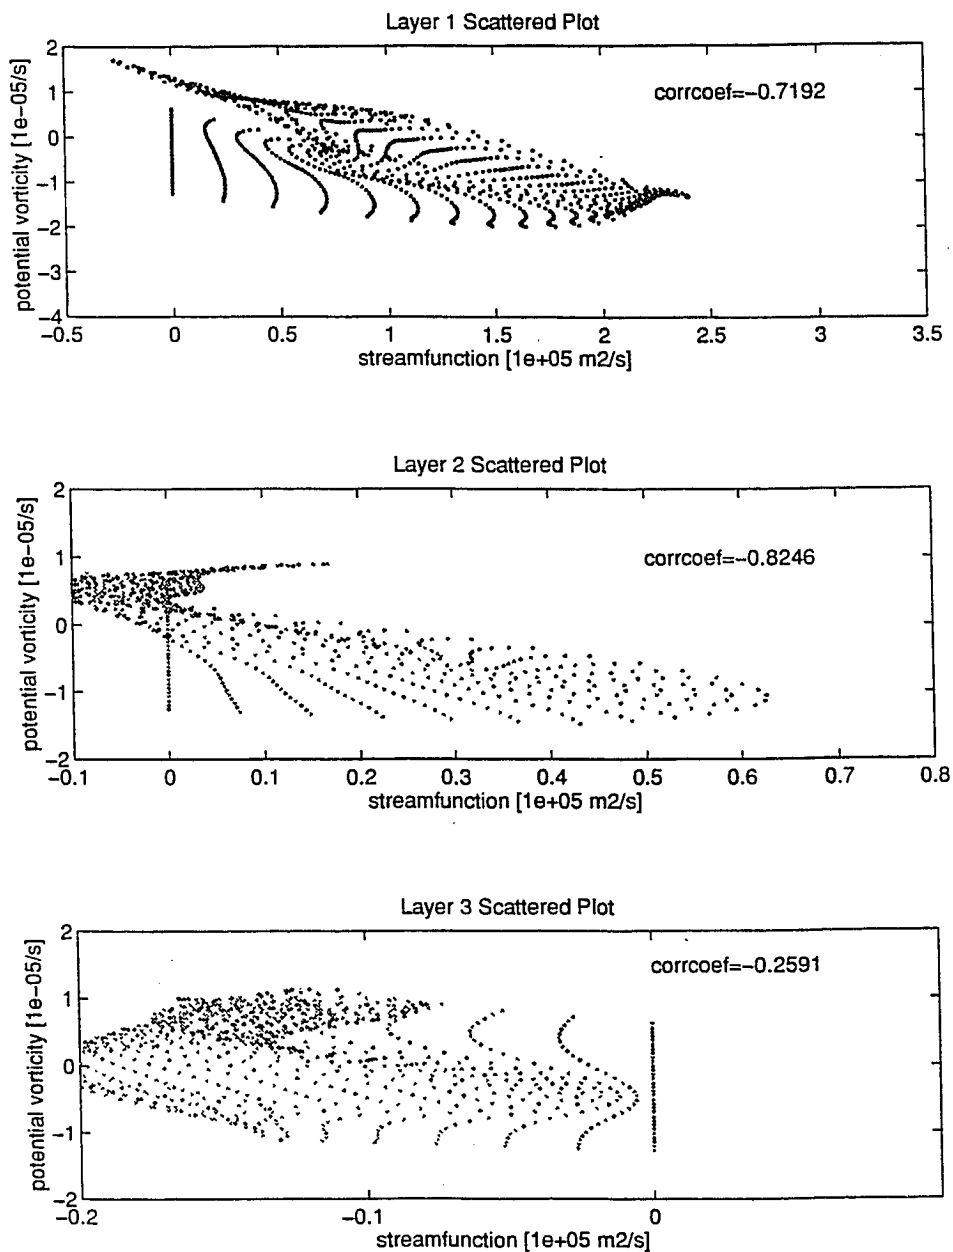 Layer 1 Scattered Plot
corrcoef=-0.7192
potential vorticity [1e-05/s]
2
1
0
-1
-2
-3
-4
-0.5 0 0.5 1 1.5 2 2.5 3 3.5
streamfunction [1e+05 m2/s]
Layer 2 Scattered Plot
corrcoef=-0.8246
potential vorticity [1e-05/s]
2
1
0
-1
-2
-0.1 0 0.1 0.2 0.3 0.4 0.5 0.6 0.7 0.8
streamfunction [1e+05 m2/s]
Layer 3 Scattered Plot
corrcoef=-0.2591
potential vorticity [1e-05/s]
2
1
0
-1
-2
-0.2 -0.1 0
streamfunction [1e+05 m2/s]